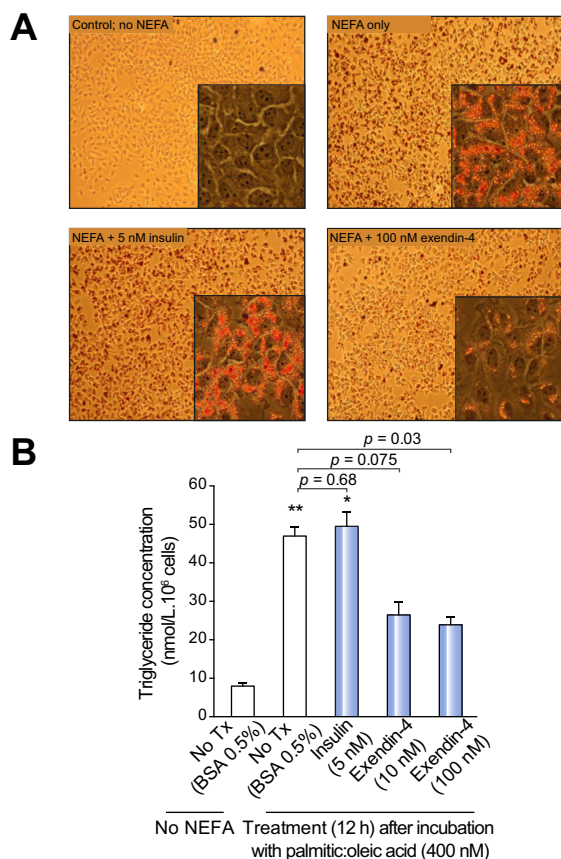 A
Control; no NEFA
NEFA only
NEFA + 5 nM insulin
NEFA + 100 nM exendin-4
B
p = 0.03
p = 0.075
p = 0.68
** *
Triglyceride concentration
(nmol/L.10⁶ cells)
60
50
40
30
20
10
0
No Tx
(BSA 0.5%)
No Tx
(BSA 0.5%)
Insulin
(5 nM)
Exendin-4
(10 nM)
Exendin-4
(100 nM)
No NEFA
Treatment (12 h) after incubation
with palmitic:oleic acid (400 nM)